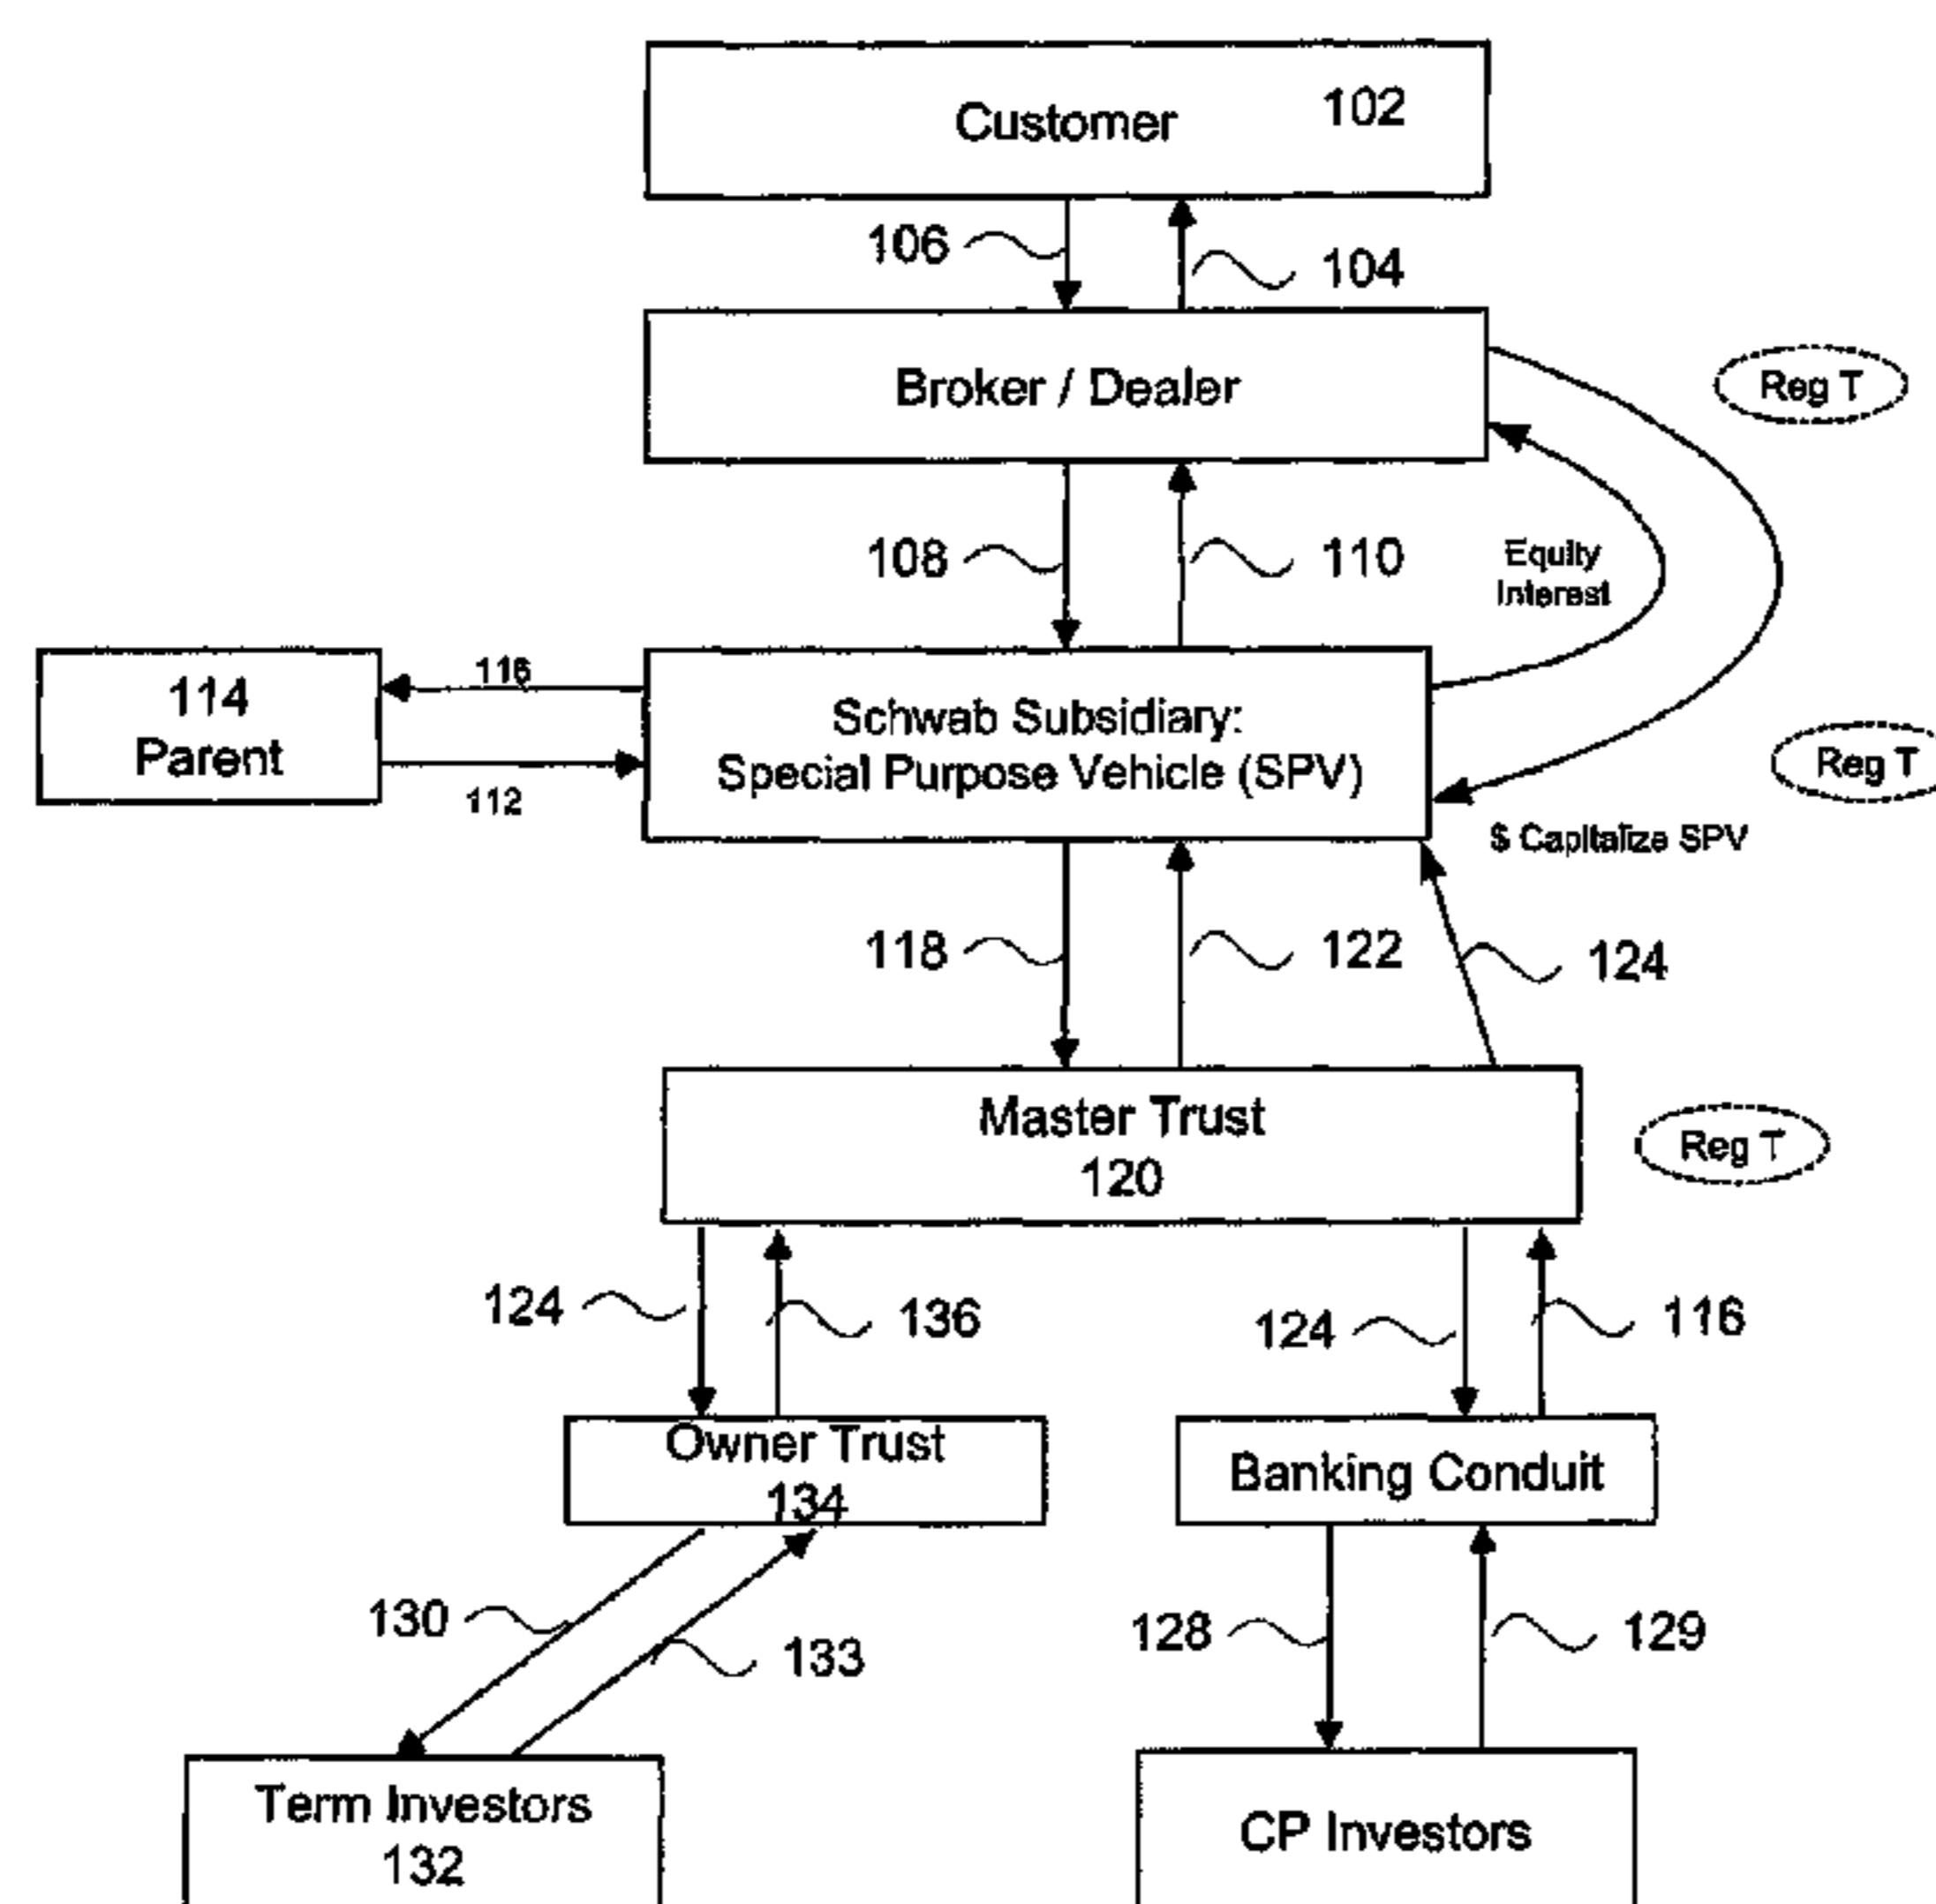 Customer 102
106
104
Broker / Dealer
Reg T
108
110
Equity
Interest
114
Parent
116
112
Schwab Subsidiary:
Special Purpose Vehicle (SPV)
Reg T
$ Capitalize SPV
118
122
124
Master Trust
120
Reg T
124
136
124
116
Owner Trust
134
Banking Conduit
130
133
128
129
Term Investors
132
CP Investors